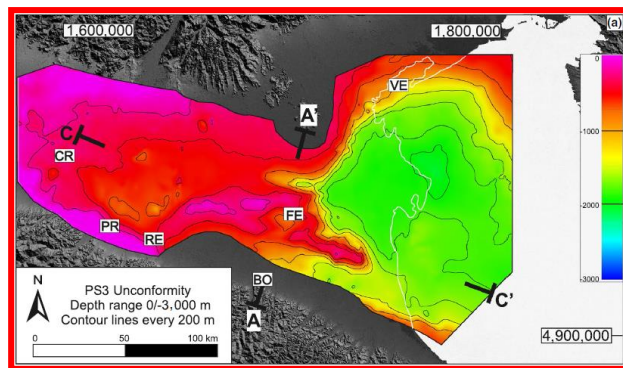 1,600,000
1,800,000
(a)
0
VE
A'
C
-1000
CR
FE
PR
RE
-2000
N
PS3 Unconformity
Depth range 0/-3,000 m
Contour lines every 200 m
BO
C'
-3000
A
0 50 100 km
4,900,000